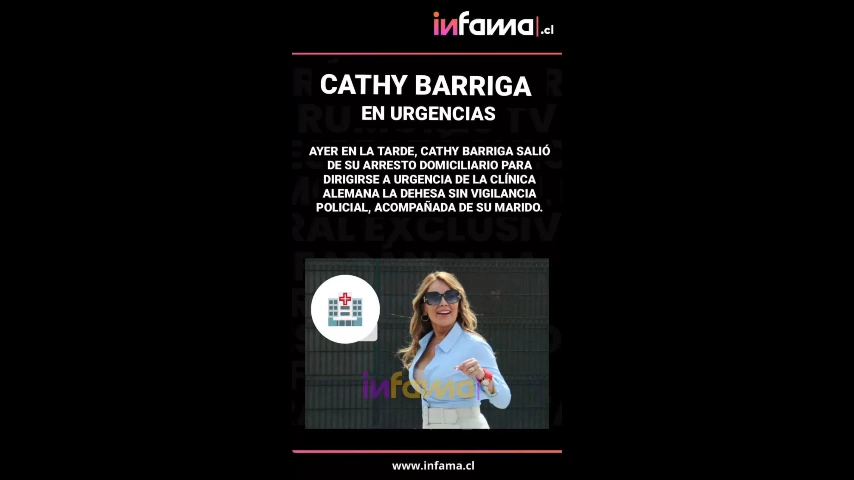 infama.cl
CATHY BARRIGA
EN URGENCIAS
AYER EN LA TARDE, CATHY BARRIGA SALIÓ
DE SU ARRESTO DOMICILIARIO PARA
DIRIGIRSE A URGENCIA DE LA CLÍNICA
ALEMANA LA DEHESA SIN VIGILANCIA
POLICIAL, ACOMPAÑADA DE SU MARIDO.
infama
www.infama.cl